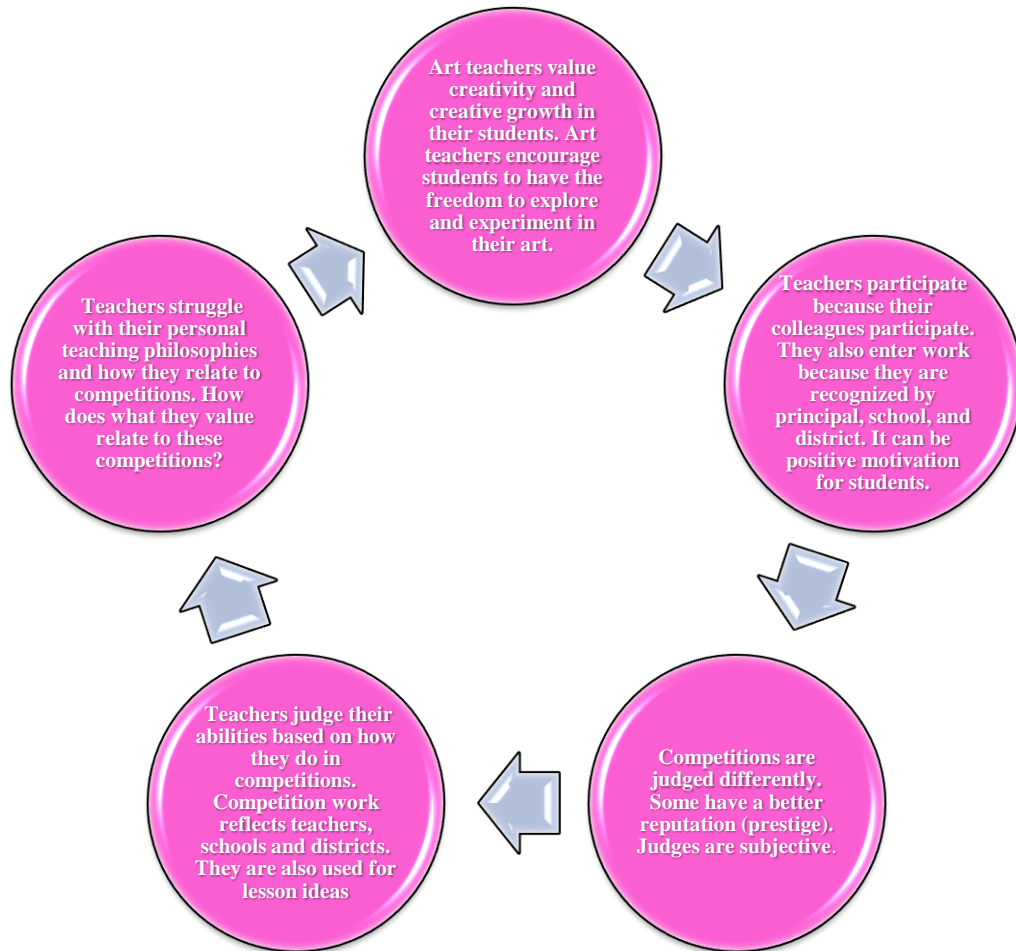 Art teachers value
creativity and
creative growth in
their students. Art
teachers encourage
students to have the
freedom to explore
and experiment in
their art.
Teachers participate
because their
colleagues participate.
They also enter work
because they are
recognized by
principal, school, and
district. It can be
positive motivation
for students.
Competitions are
judged differently.
Some have a better
reputation (prestige).
Judges are subjective.
Teachers judge their
abilities based on how
they do in
competitions.
Competition work
reflects teachers,
schools and districts.
They are also used for
lesson ideas
Teachers struggle
with their personal
teaching philosophies
and how they relate to
competitions. How
does what they value
relate to these
competitions?